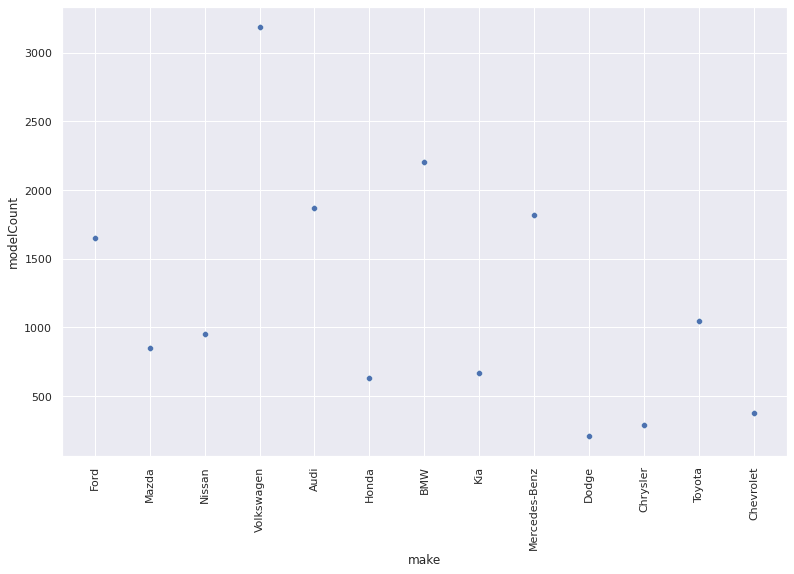 3000
2500
2000
1500
1000
500
modelCount
Ford
Mazda
Nissan
Volkswagen
Audi
Honda
BMW
Kia
Mercedes-Benz
Dodge
Chrysler
Toyota
Chevrolet
make